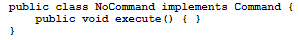 public class NoCommand implements Command {
    public void execute() { }
}